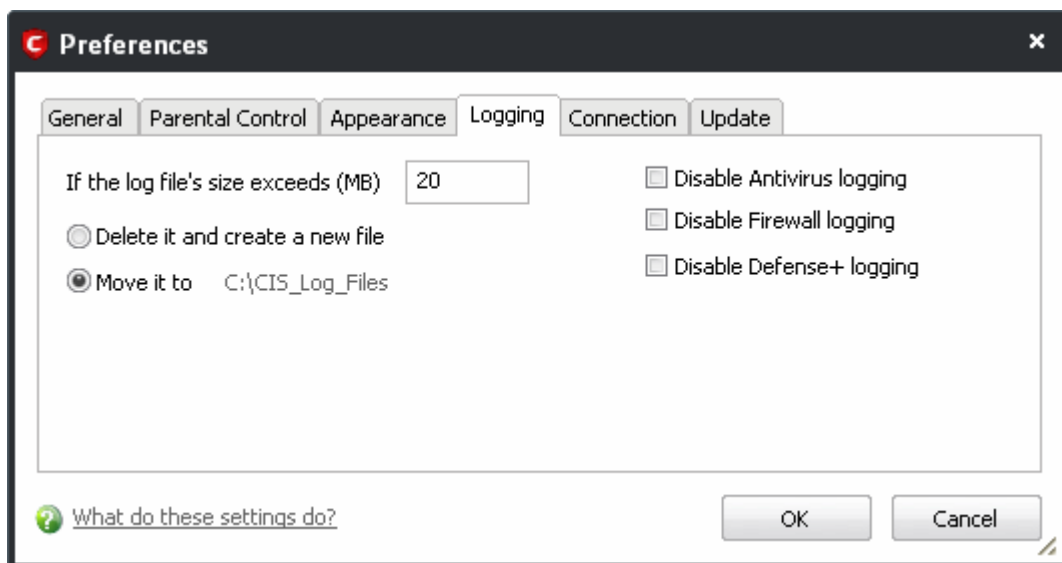 Preferences
General Parental Control Appearance Logging Connection Update
If the log file's size exceeds (MB) 20
Delete it and create a new file
Move it to C:\CIS_Log_Files
Disable Antivirus logging
Disable Firewall logging
Disable Defense+ logging
What do these settings do?
OK Cancel